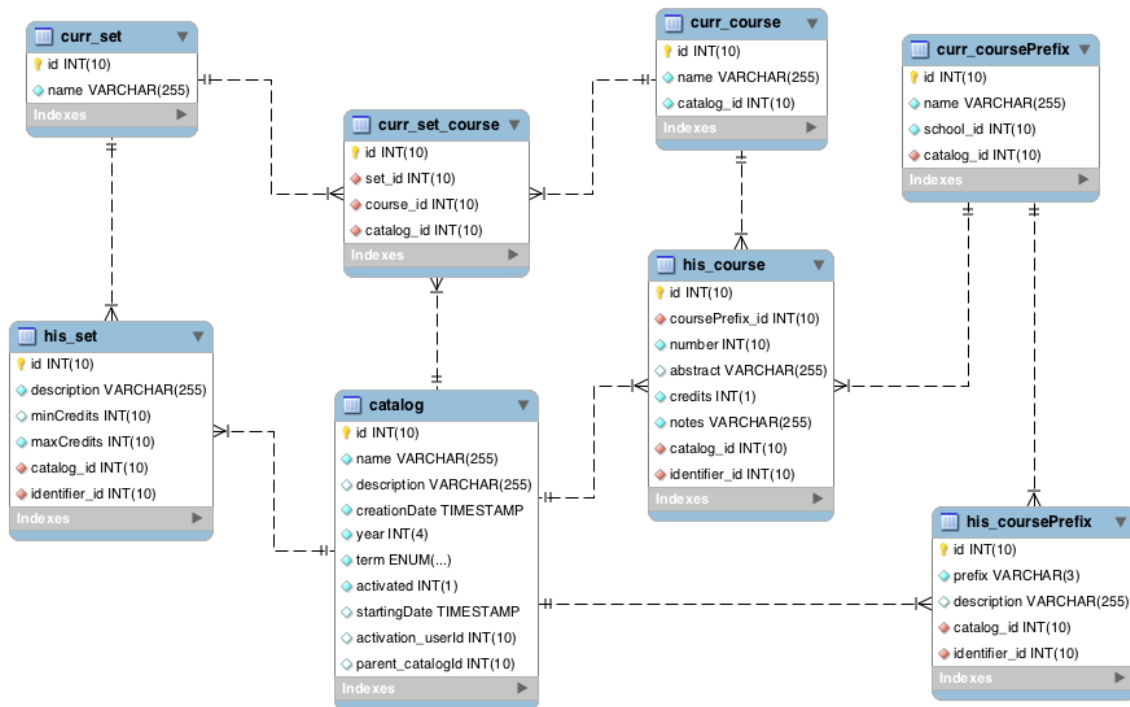 curr_set
id INT(10)
name VARCHAR(255)
Indexes
curr_set_course
id INT(10)
set_id INT(10)
course_id INT(10)
catalog_id INT(10)
Indexes
curr_course
id INT(10)
name VARCHAR(255)
catalog_id INT(10)
Indexes
curr_coursePrefix
id INT(10)
name VARCHAR(255)
school_id INT(10)
catalog_id INT(10)
Indexes
his_set
id INT(10)
description VARCHAR(255)
minCredits INT(10)
maxCredits INT(10)
catalog_id INT(10)
identifier_id INT(10)
Indexes
catalog
id INT(10)
name VARCHAR(255)
description VARCHAR(255)
creationDate TIMESTAMP
year INT(4)
term ENUM(...)
activated INT(1)
startingDate TIMESTAMP
activation_userId INT(10)
parent_catalogId INT(10)
Indexes
his_course
id INT(10)
coursePrefix_id INT(10)
number INT(10)
abstract VARCHAR(255)
credits INT(1)
notes VARCHAR(255)
catalog_id INT(10)
identifier_id INT(10)
Indexes
his_coursePrefix
id INT(10)
prefix VARCHAR(3)
description VARCHAR(255)
catalog_id INT(10)
identifier_id INT(10)
Indexes